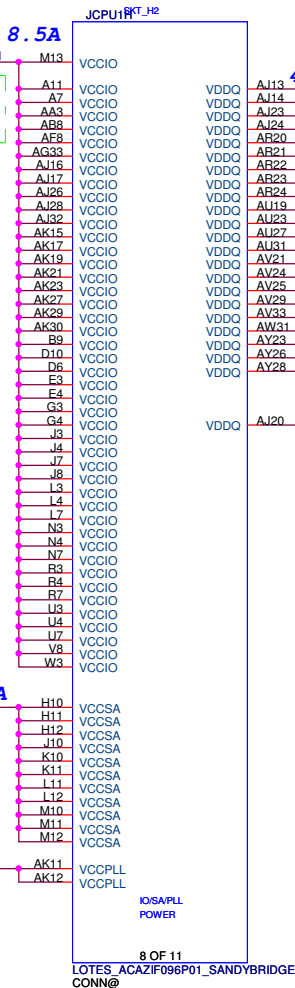 JCPU1H SKT_H2
8.5A
M13 VCCIO
A11 VCCIO VDDQ AJ13
A7 VCCIO VDDQ AJ14
AA3 VCCIO VDDQ AJ23
AB8 VCCIO VDDQ AJ24
AF8 VCCIO VDDQ AR20
AG33 VCCIO VDDQ AR21
AJ16 VCCIO VDDQ AR22
AJ17 VCCIO VDDQ AR23
AJ26 VCCIO VDDQ AR24
AJ28 VCCIO VDDQ AU19
AJ32 VCCIO VDDQ AU23
AK15 VCCIO VDDQ AU27
AK17 VCCIO VDDQ AU31
AK19 VCCIO VDDQ AV21
AK21 VCCIO VDDQ AV24
AK23 VCCIO VDDQ AV25
AK27 VCCIO VDDQ AV29
AK29 VCCIO VDDQ AV33
AK30 VCCIO VDDQ AW31
B9 VCCIO VDDQ AY23
D10 VCCIO VDDQ AY26
D6 VCCIO VDDQ AY28
E3 VCCIO
E4 VCCIO
G3 VCCIO
G4 VCCIO VDDQ AJ20
J3 VCCIO
J4 VCCIO
J7 VCCIO
J8 VCCIO
L3 VCCIO
L4 VCCIO
L7 VCCIO
N3 VCCIO
N4 VCCIO
N7 VCCIO
R3 VCCIO
R4 VCCIO
R7 VCCIO
U3 VCCIO
U4 VCCIO
U7 VCCIO
V8 VCCIO
W3 VCCIO
A
H10 VCCSA
H11 VCCSA
H12 VCCSA
J10 VCCSA
K10 VCCSA
K11 VCCSA
L11 VCCSA
L12 VCCSA
M10 VCCSA
M11 VCCSA
M12 VCCSA
AK11 VCCPLL
AK12 VCCPLL
IO/SA/PLL
POWER
8 OF 11
LOTES_ACAZIF096P01_SANDYBRIDGE
CONN@